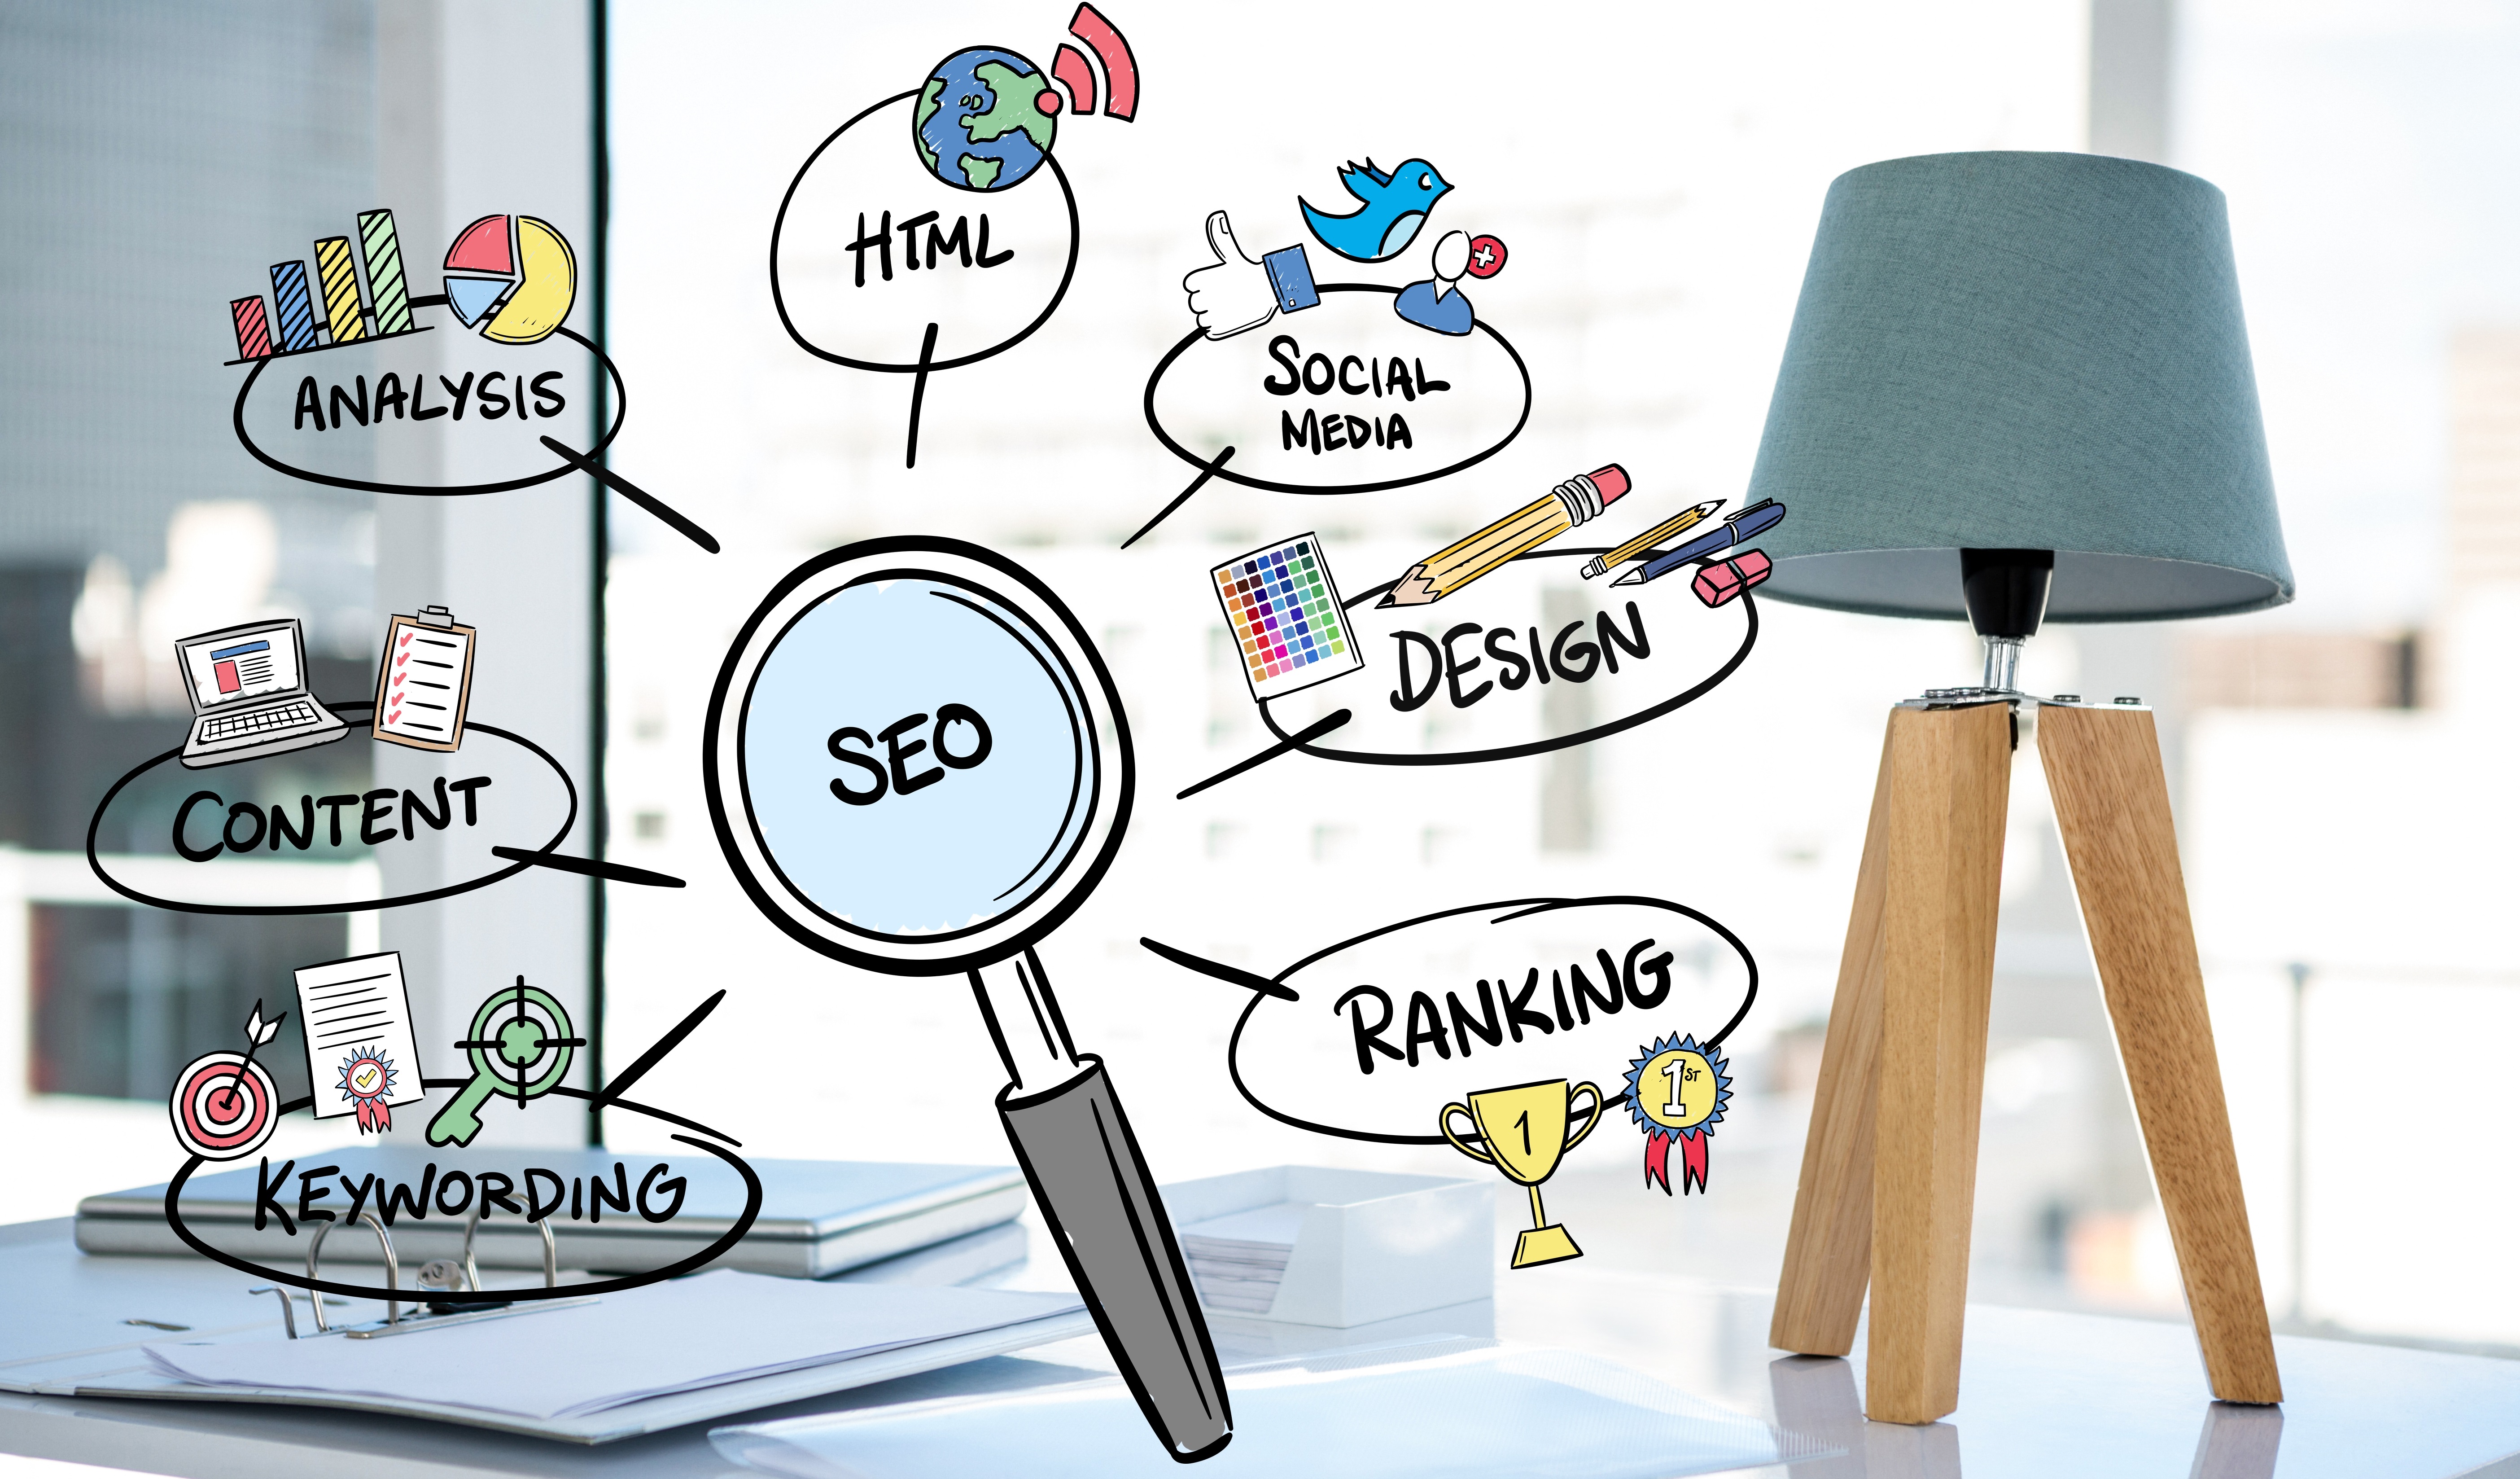 HTML
SOCIAL
MEDIA
ANALYSIS
DESIGN
SEO
CONTENT
RANKING
1ST
1
KEYWORDING